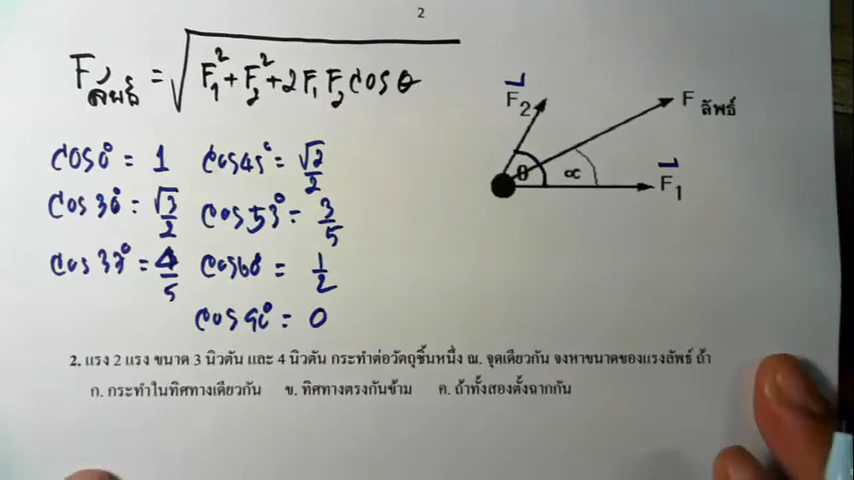 2
Fลัพธ์ = √F₁² + F₂² + 2F₁F₂cosθ
cos0° = 1 cos45° = √2/2
cos30° = √3/2 cos53° = 3/5
cos37° = 4/5 cos60° = 1/2
cos90° = 0
F₂
F ลัพธ์
θ
α
F₁
2. แรง 2 แรง ขนาด 3 นิวตัน และ 4 นิวตัน กระทำต่อวัตถุชิ้นหนึ่ง ณ. จุดเดียวกัน จงหาขนาดของแรงลัพธ์ ถ้า
ก. กระทำในทิศทางเดียวกัน ข. ทิศทางตรงกันข้าม ค. ถ้าทั้งสองตั้งฉากกัน